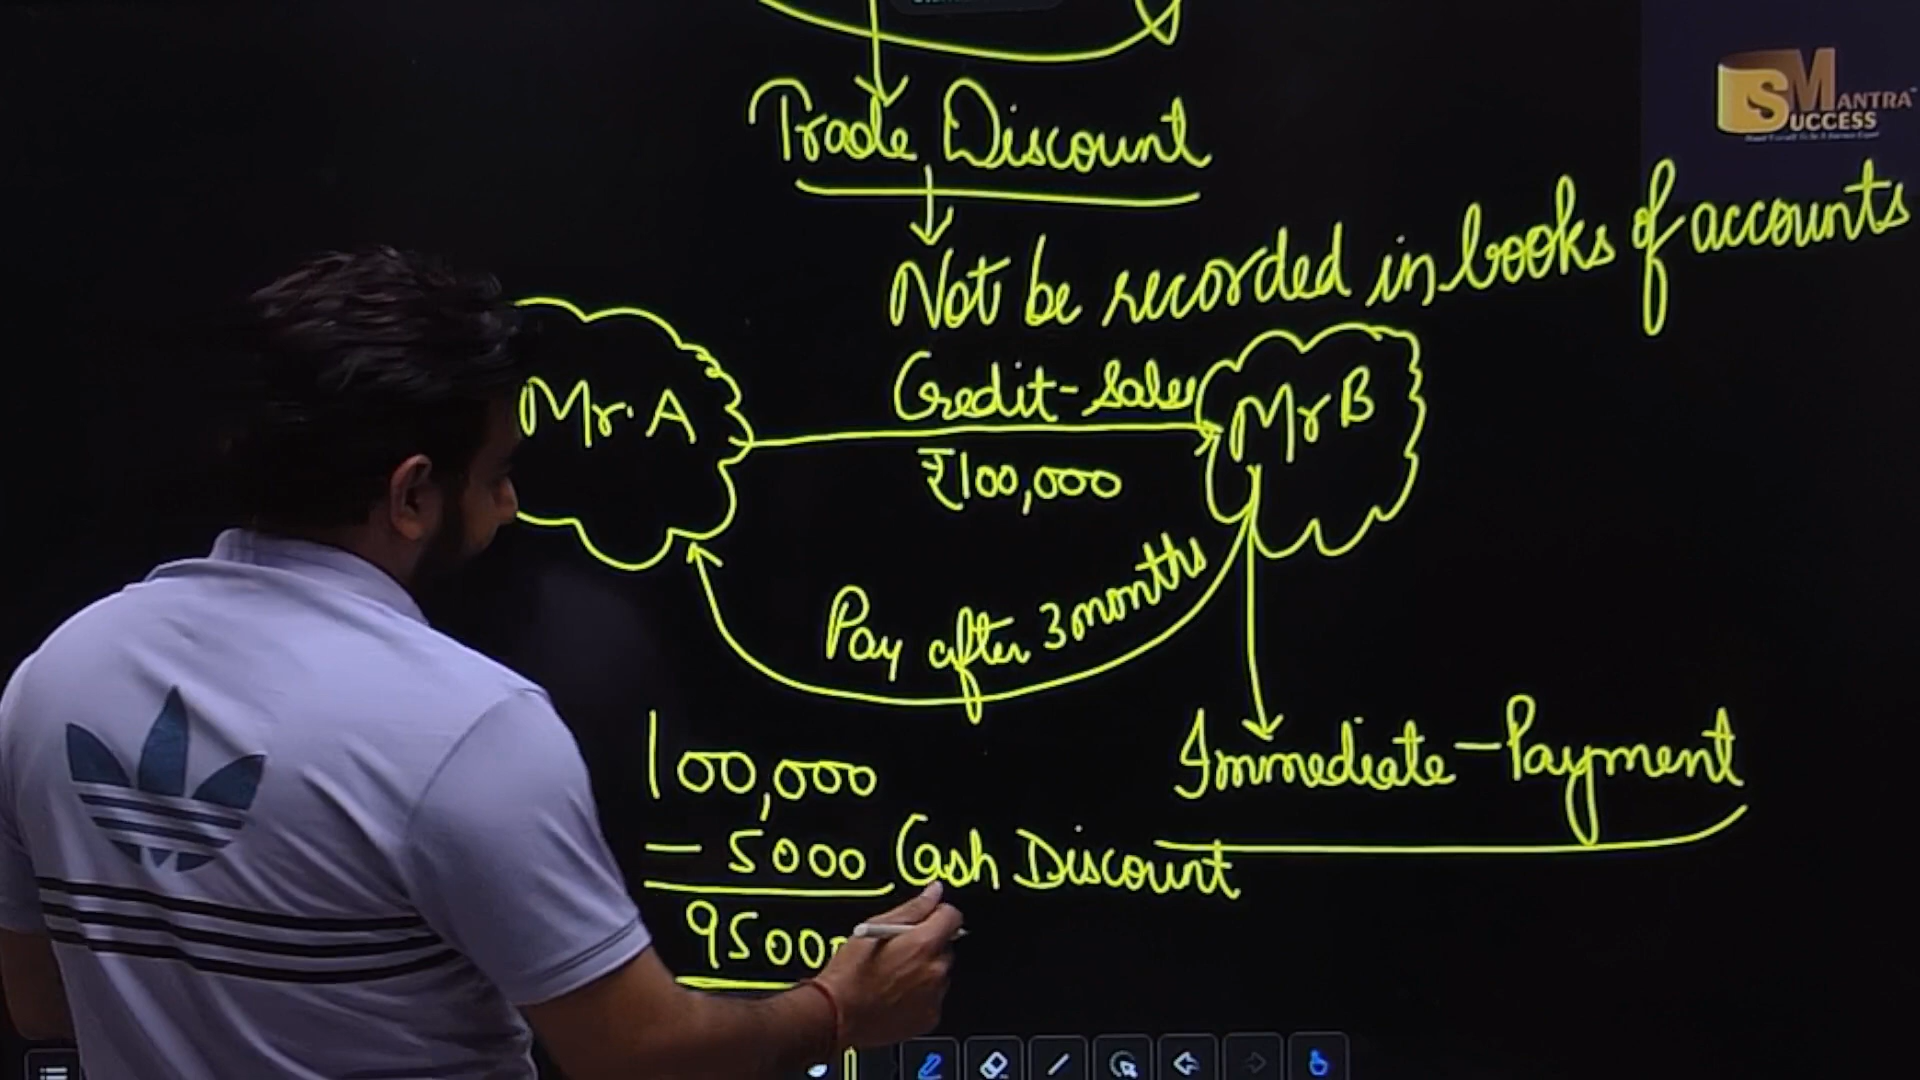 Trade Discount
SUCCESS MANTRA
Not be recorded in books of accounts
Mr. A
Credit-Sales
Mr B
₹100,000
Pay after 3 months
100,000
Immediate-Payment
- 5000 Cash Discount
95000